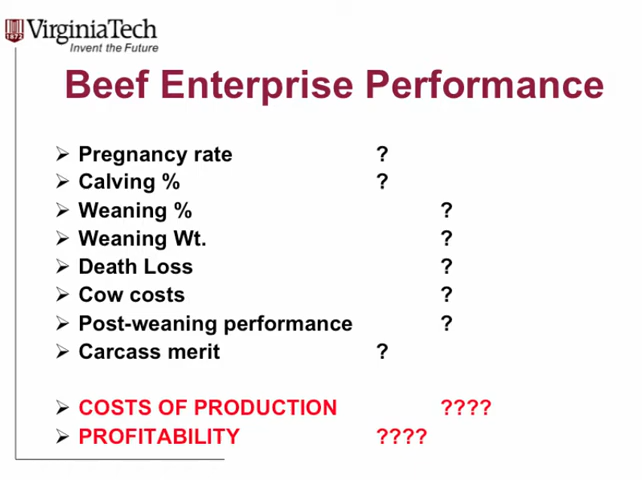 1872
VirginiaTech
Invent the Future
Beef Enterprise Performance
Pregnancy rate ?
Calving % ?
Weaning % ?
Weaning Wt. ?
Death Loss ?
Cow costs ?
Post-weaning performance ?
Carcass merit ?
COSTS OF PRODUCTION ????
PROFITABILITY ????